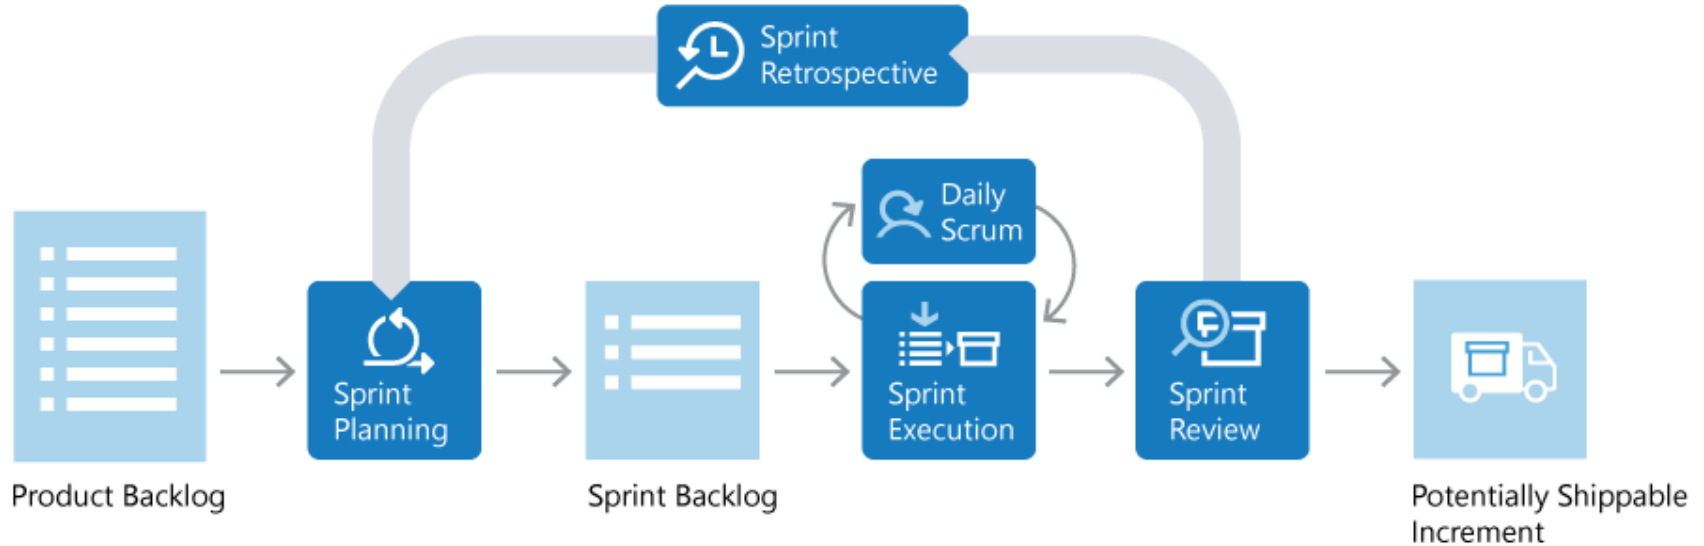 Sprint
Retrospective
Daily
Scrum
Sprint
Planning
Sprint
Execution
Sprint
Review
Product Backlog
Sprint Backlog
Potentially Shippable
Increment